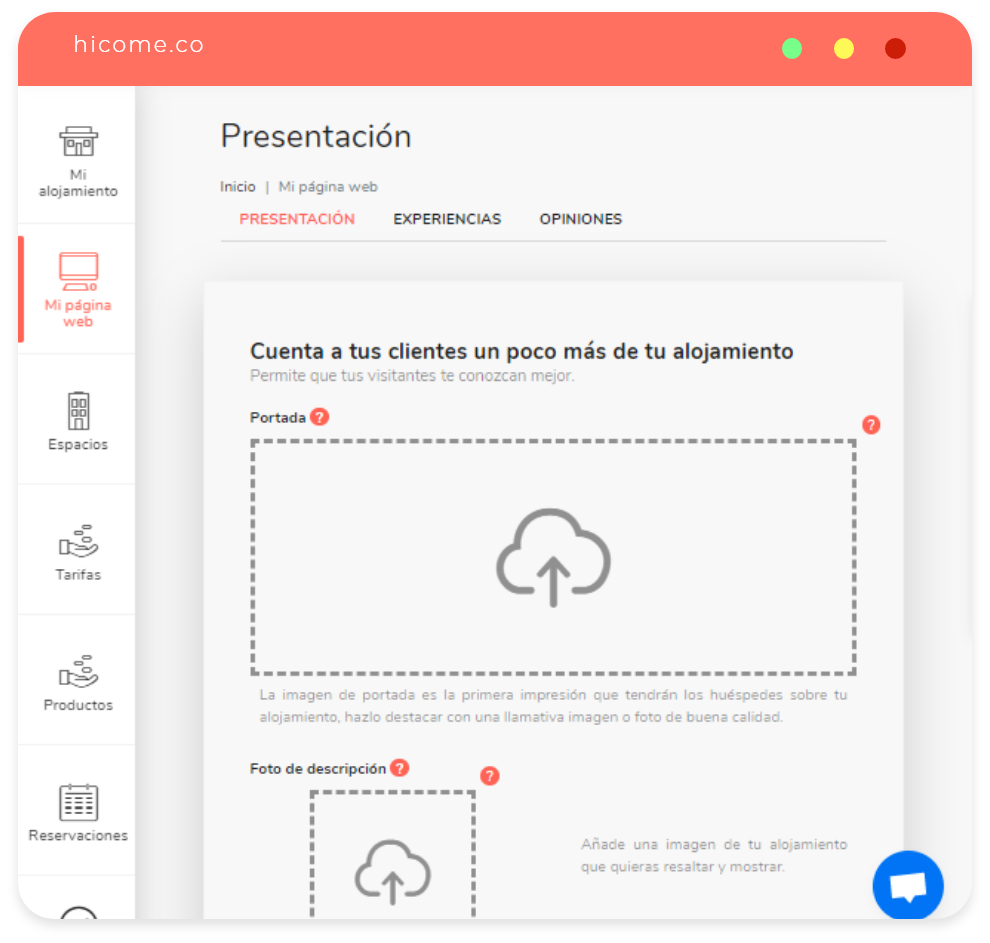 hicome.co
Mi
alojamiento
Mi página
web
Espacios
Tarifas
Productos
Reservaciones
Presentación
Inicio | Mi página web
PRESENTACIÓN EXPERIENCIAS OPINIONES
Cuenta a tus clientes un poco más de tu alojamiento
Permite que tus visitantes te conozcan mejor.
Portada ?
?
La imagen de portada es la primera impresión que tendrán los huéspedes sobre tu
alojamiento, hazlo destacar con una llamativa imagen o foto de buena calidad.
Foto de descripción ?
?
Añade una imagen de tu alojamiento
que quieras resaltar y mostrar.